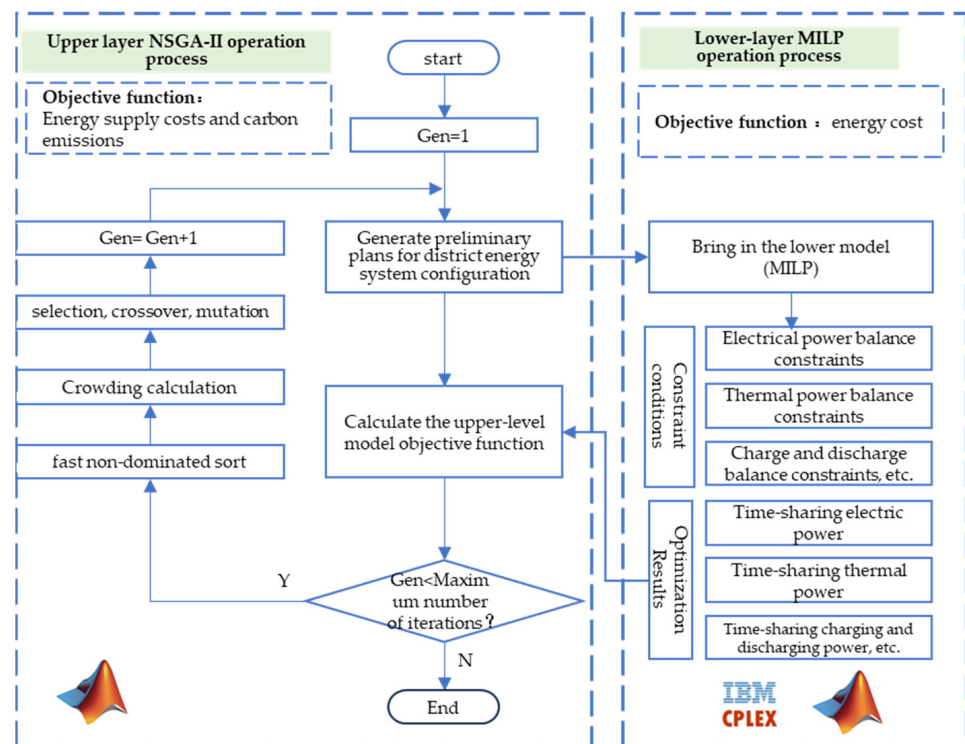 Upper layer NSGA-II operation
process
Objective function：
Energy supply costs and carbon
emissions
start
Gen=1
Gen= Gen+1
selection, crossover, mutation
Crowding calculation
fast non-dominated sort
Generate preliminary
plans for district energy
system configuration
Calculate the upper-level
model objective function
Y
Gen<Maxim
um number
of iterations？
N
End
Lower-layer MILP
operation process
Objective function ：energy cost
Bring in the lower model
(MILP)
Constraint
conditions
Electrical power balance
constraints
Thermal power balance
constraints
Charge and discharge
balance constraints, etc.
Optimization
Results
Time-sharing electric
power
Time-sharing thermal
power
Time-sharing charging and
discharging power, etc.
IBM
CPLEX